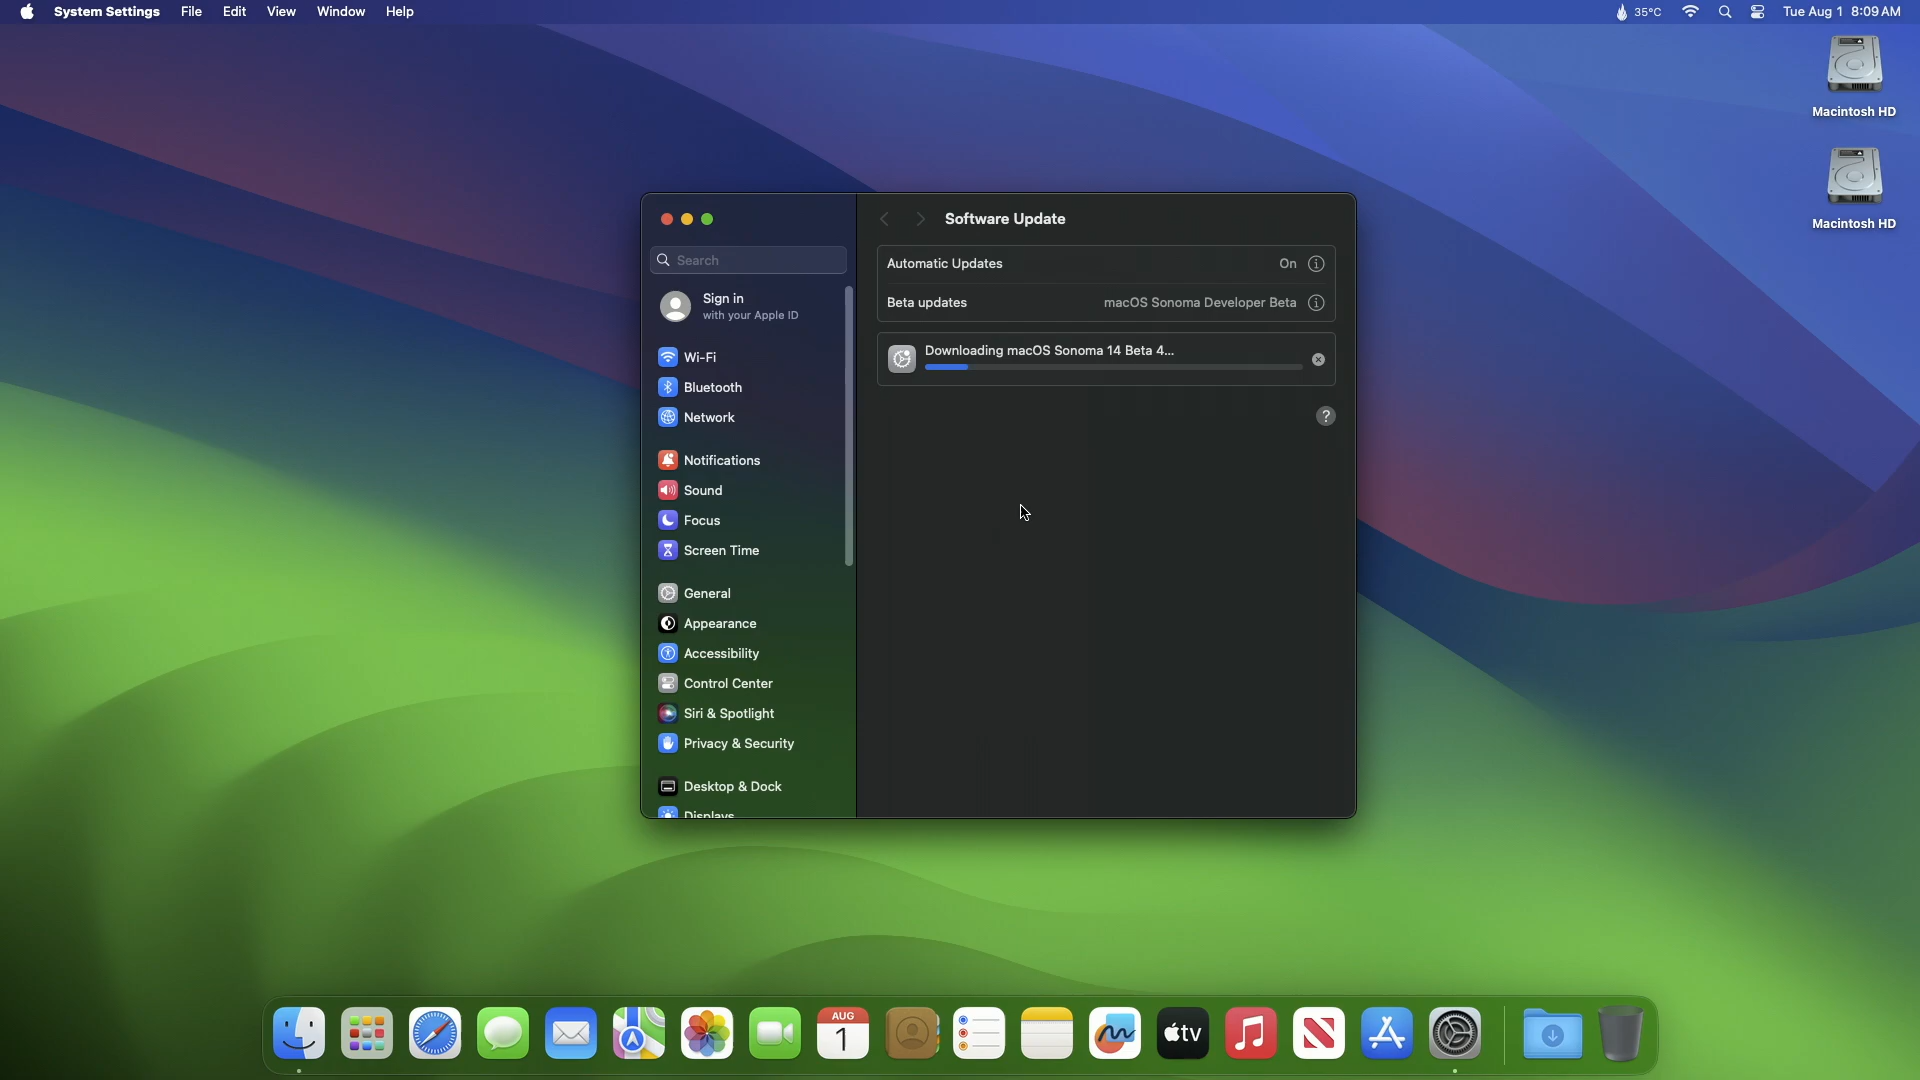 System Settings File Edit View Window Help 35°C Tue Aug 1 8:09 AM
Macintosh HD
Macintosh HD
Software Update
Search
Sign in
with your Apple ID
Wi-Fi
Bluetooth
Network
Notifications
Sound
Focus
Screen Time
General
Appearance
Accessibility
Control Center
Siri & Spotlight
Privacy & Security
Desktop & Dock
Displays
Automatic Updates On
Beta updates macOS Sonoma Developer Beta
Downloading macOS Sonoma 14 Beta 4...
?
AUG
1
tv